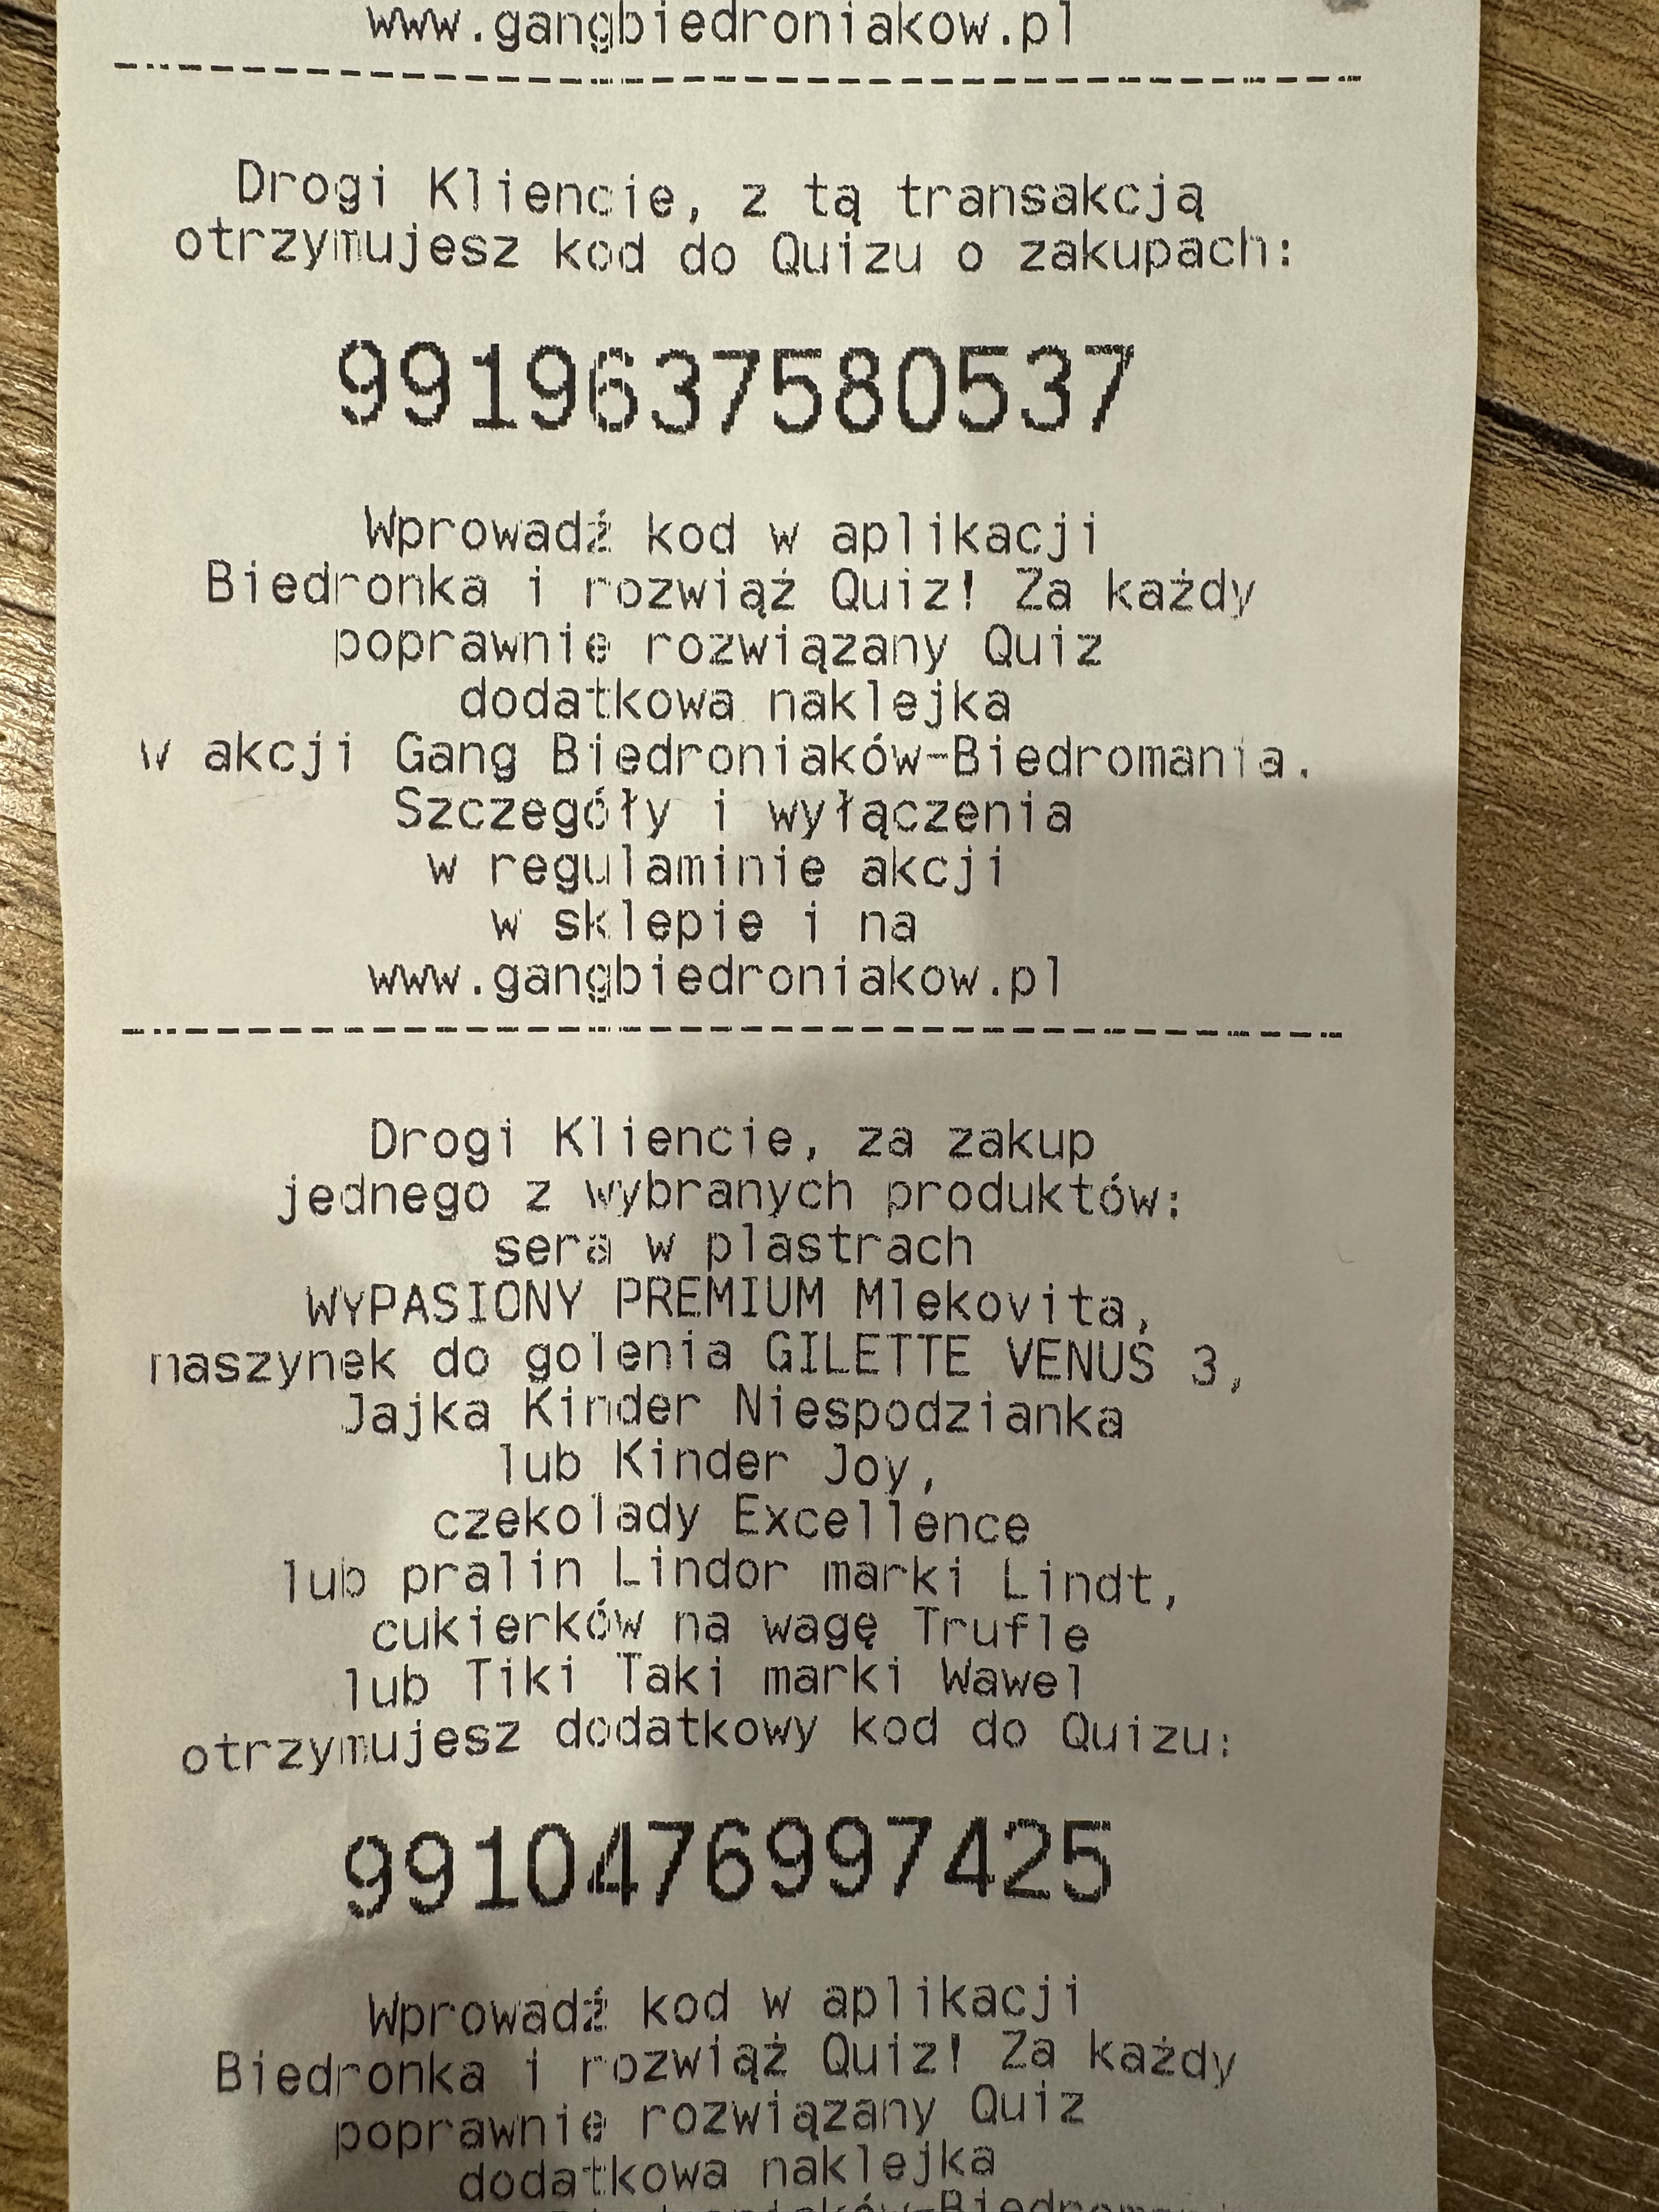 www.gangbiedroniakow.pl
Drogi Kliencie, z tą transakcją
otrzymujesz kod do Quizu o zakupach:
9919637580537
Wprowadź kod w aplikacji
Biedronka i rozwiąż Quiz! Za każdy
poprawnie rozwiązany Quiz
dodatkowa naklejka
w akcji Gang Biedroniaków-Biedromania.
Szczegóły i wyłączenia
w regulaminie akcji
w sklepie i na
www.gangbiedroniakow.pl
Drogi Kliencie, za zakup
jednego z wybranych produktów:
sera w plastrach
WYPASIONY PREMIUM Mlekovita,
maszynek do golenia GILETTE VENUS 3,
Jajka Kinder Niespodzianka
lub Kinder Joy,
czekolady Excellence
lub pralin Lindor marki Lindt,
cukierków na wagę Trufle
lub Tiki Taki marki Wawel
otrzymujesz dodatkowy kod do Quizu:
9910476997425
Wprowadź kod w aplikacji
Biedronka i rozwiąż Quiz! Za każdy
poprawnie rozwiązany Quiz
dodatkowa naklejka